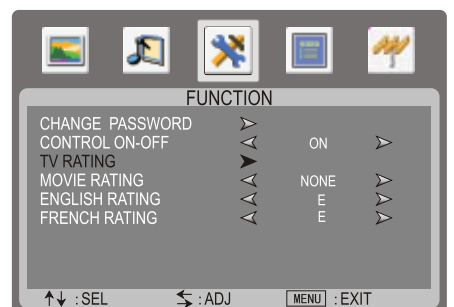 FUNCTION
CHANGE PASSWORD
CONTROL ON-OFF ON
TV RATING
MOVIE RATING NONE
ENGLISH RATING E
FRENCH RATING E
: SEL : ADJ MENU : EXIT